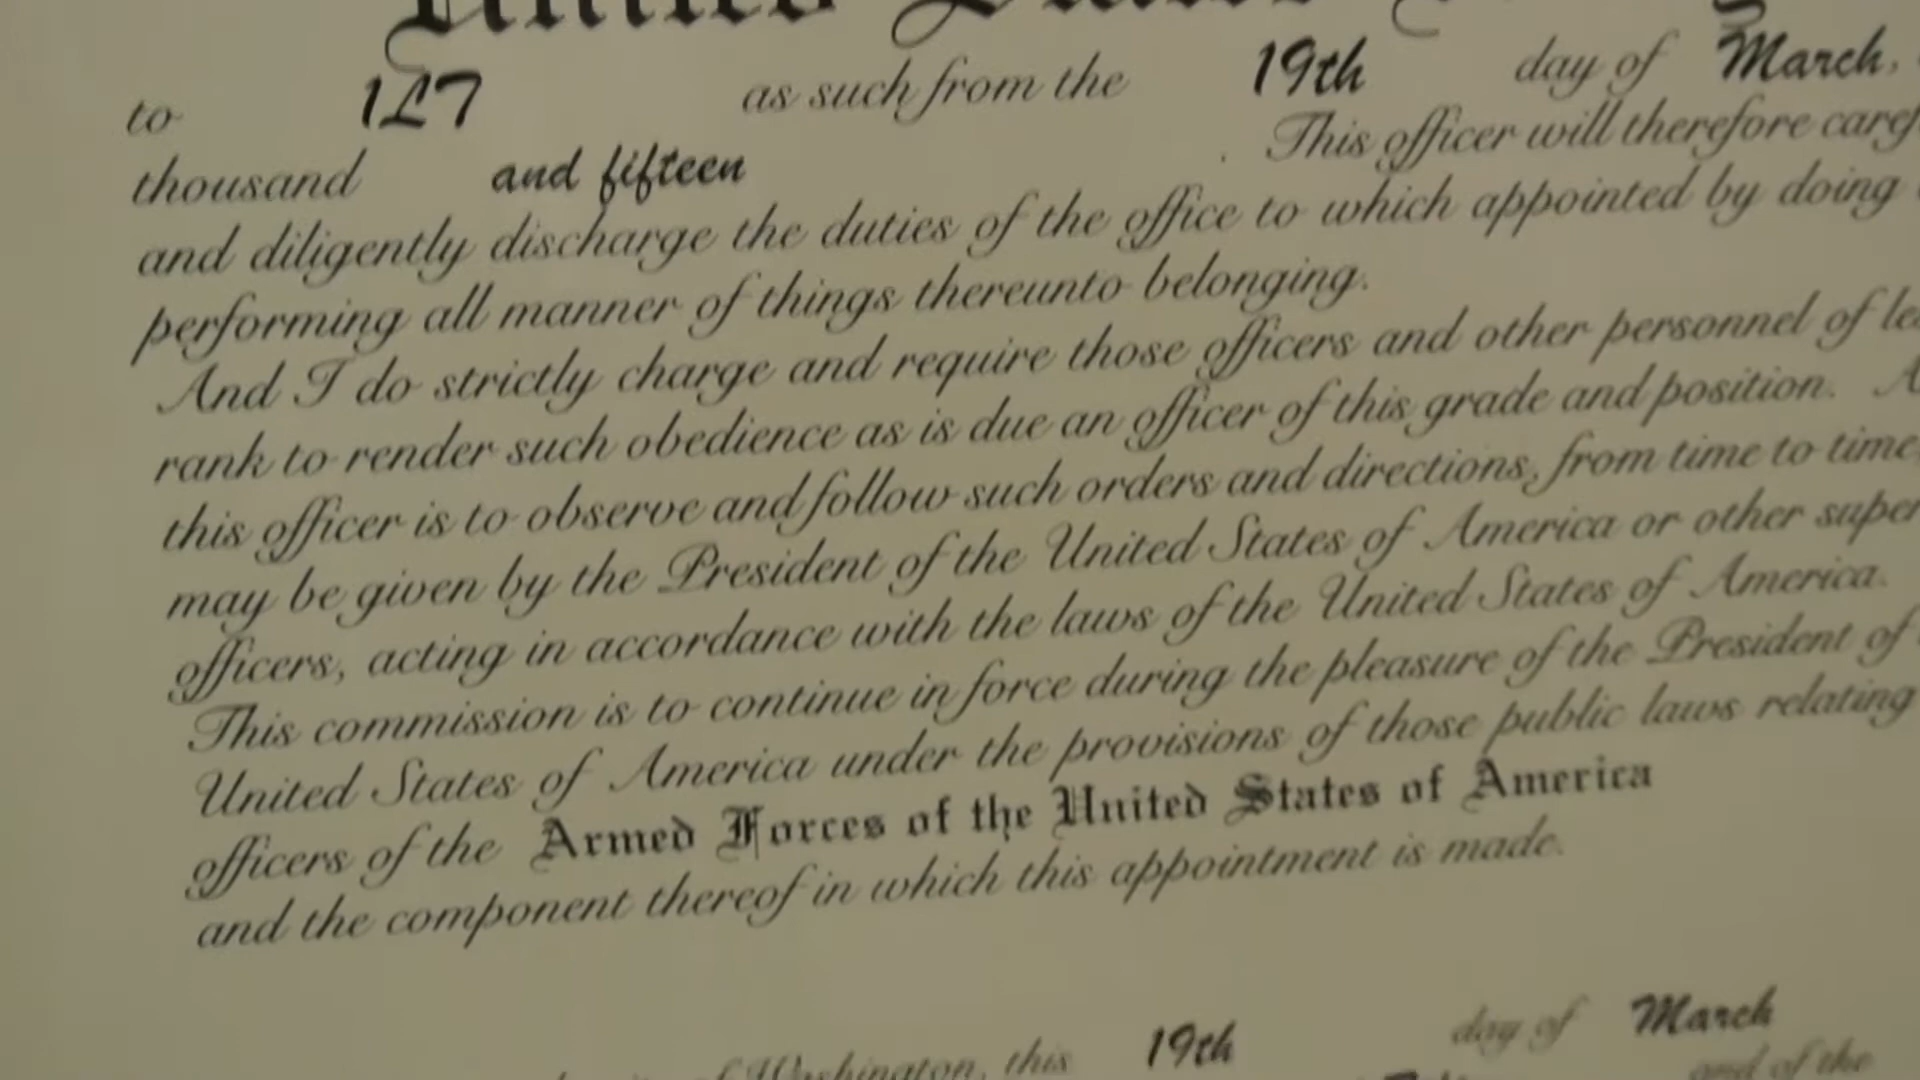 United States
to 1LT as such from the 19th day of March,
thousand and fifteen . This officer will therefore
and diligently discharge the duties of the office to which appointed by doing
performing all manner of things thereunto belonging.
And I do strictly charge and require those officers and other personnel of
rank to render such obedience as is due an officer of this grade and position.
this officer is to observe and follow such orders and directions, from time to time,
may be given by the President of the United States of America or other
officers, acting in accordance with the laws of the United States of America.
This commission is to continue in force during the pleasure of the President of
United States of America under the provisions of those public laws relating
officers of the Armed Forces of the United States of America
and the component thereof in which this appointment is made.
of Washington, this 19th day of March
and of the